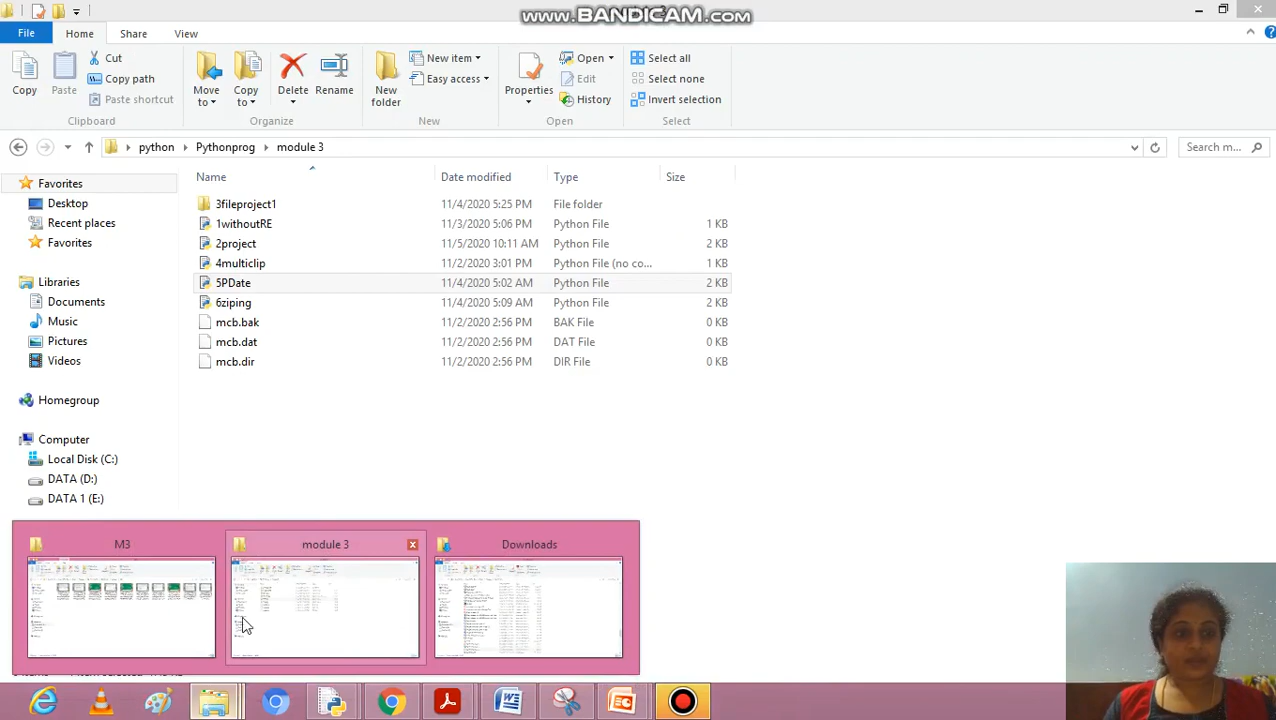 www.BANDICAM.com
File
Home
Share
View
Copy
Paste
Cut
Copy path
Paste shortcut
Clipboard
Move to
Copy to
Delete
Rename
Organize
New folder
New item
Easy access
New
Properties
Open
Edit
History
Open
Select all
Select none
Invert selection
Select
python Pythonprog module 3
Search m...
Favorites
Desktop
Recent places
Favorites
Libraries
Documents
Music
Pictures
Videos
Homegroup
Computer
Local Disk (C:)
DATA (D:)
DATA 1 (E:)
Name Date modified Type Size
3fileproject1 11/4/2020 5:25 PM File folder
1withoutRE 11/3/2020 5:06 PM Python File 1 KB
2project 11/5/2020 10:11 AM Python File 2 KB
4multiclip 11/2/2020 3:01 PM Python File (no co... 1 KB
5PDate 11/4/2020 5:02 AM Python File 2 KB
6ziping 11/4/2020 5:09 AM Python File 2 KB
mcb.bak 11/2/2020 2:56 PM BAK File 0 KB
mcb.dat 11/2/2020 2:56 PM DAT File 0 KB
mcb.dir 11/2/2020 2:56 PM DIR File 0 KB
M3
module 3
Downloads